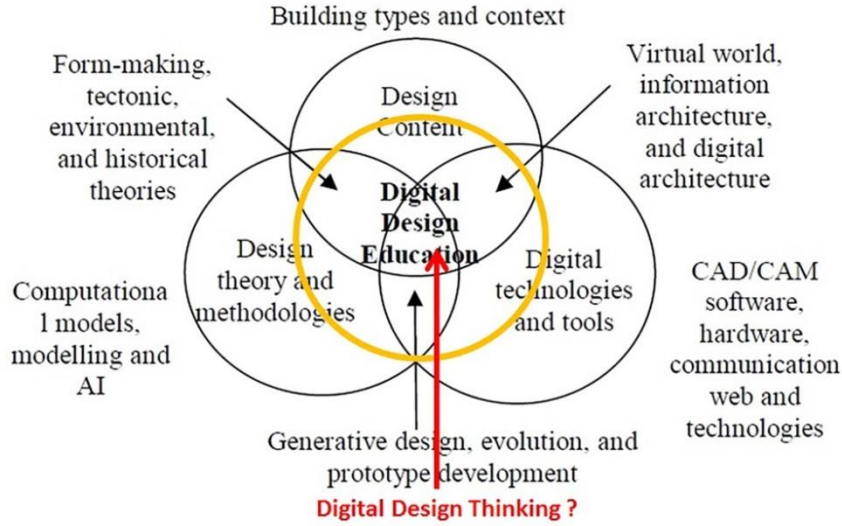 Building types and context
Form-making,
tectonic,
environmental,
and historical
theories
Virtual world,
information
architecture,
and digital
architecture
Design
Content
Digital
Design
Education
Design
theory and
methodologies
Digital
technologies
and tools
Computationa
l models,
modelling and
AI
CAD/CAM
software,
hardware,
communication
web and
technologies
Generative design, evolution, and
prototype development
Digital Design Thinking ?